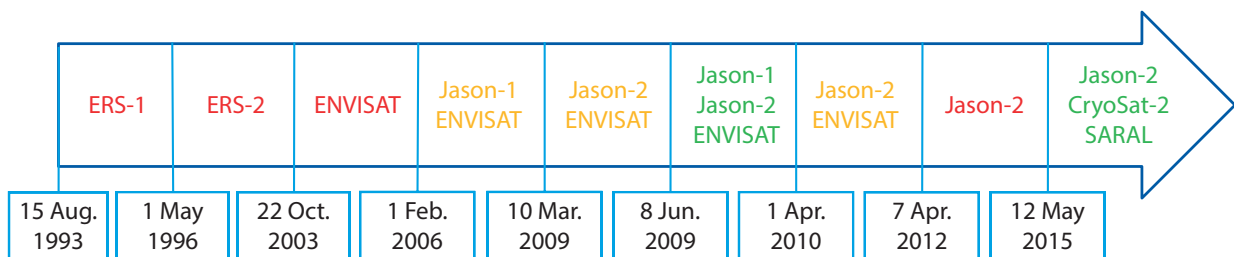 ERS-1
ERS-2
ENVISAT
Jason-1
ENVISAT
Jason-2
ENVISAT
Jason-1
Jason-2
ENVISAT
Jason-2
ENVISAT
Jason-2
Jason-2
CryoSat-2
SARAL
15 Aug.
1993
1 May
1996
22 Oct.
2003
1 Feb.
2006
10 Mar.
2009
8 Jun.
2009
1 Apr.
2010
7 Apr.
2012
12 May
2015